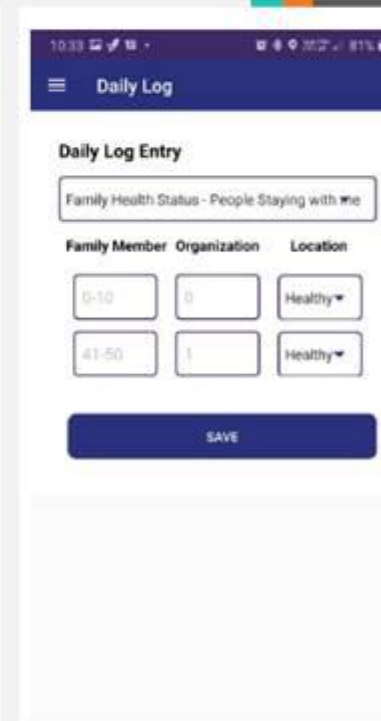 10:33
81%
Daily Log
Daily Log Entry
Family Health Status - People Staying with me
Family Member Organization Location
0-10 0 Healthy
41-50 1 Healthy
SAVE